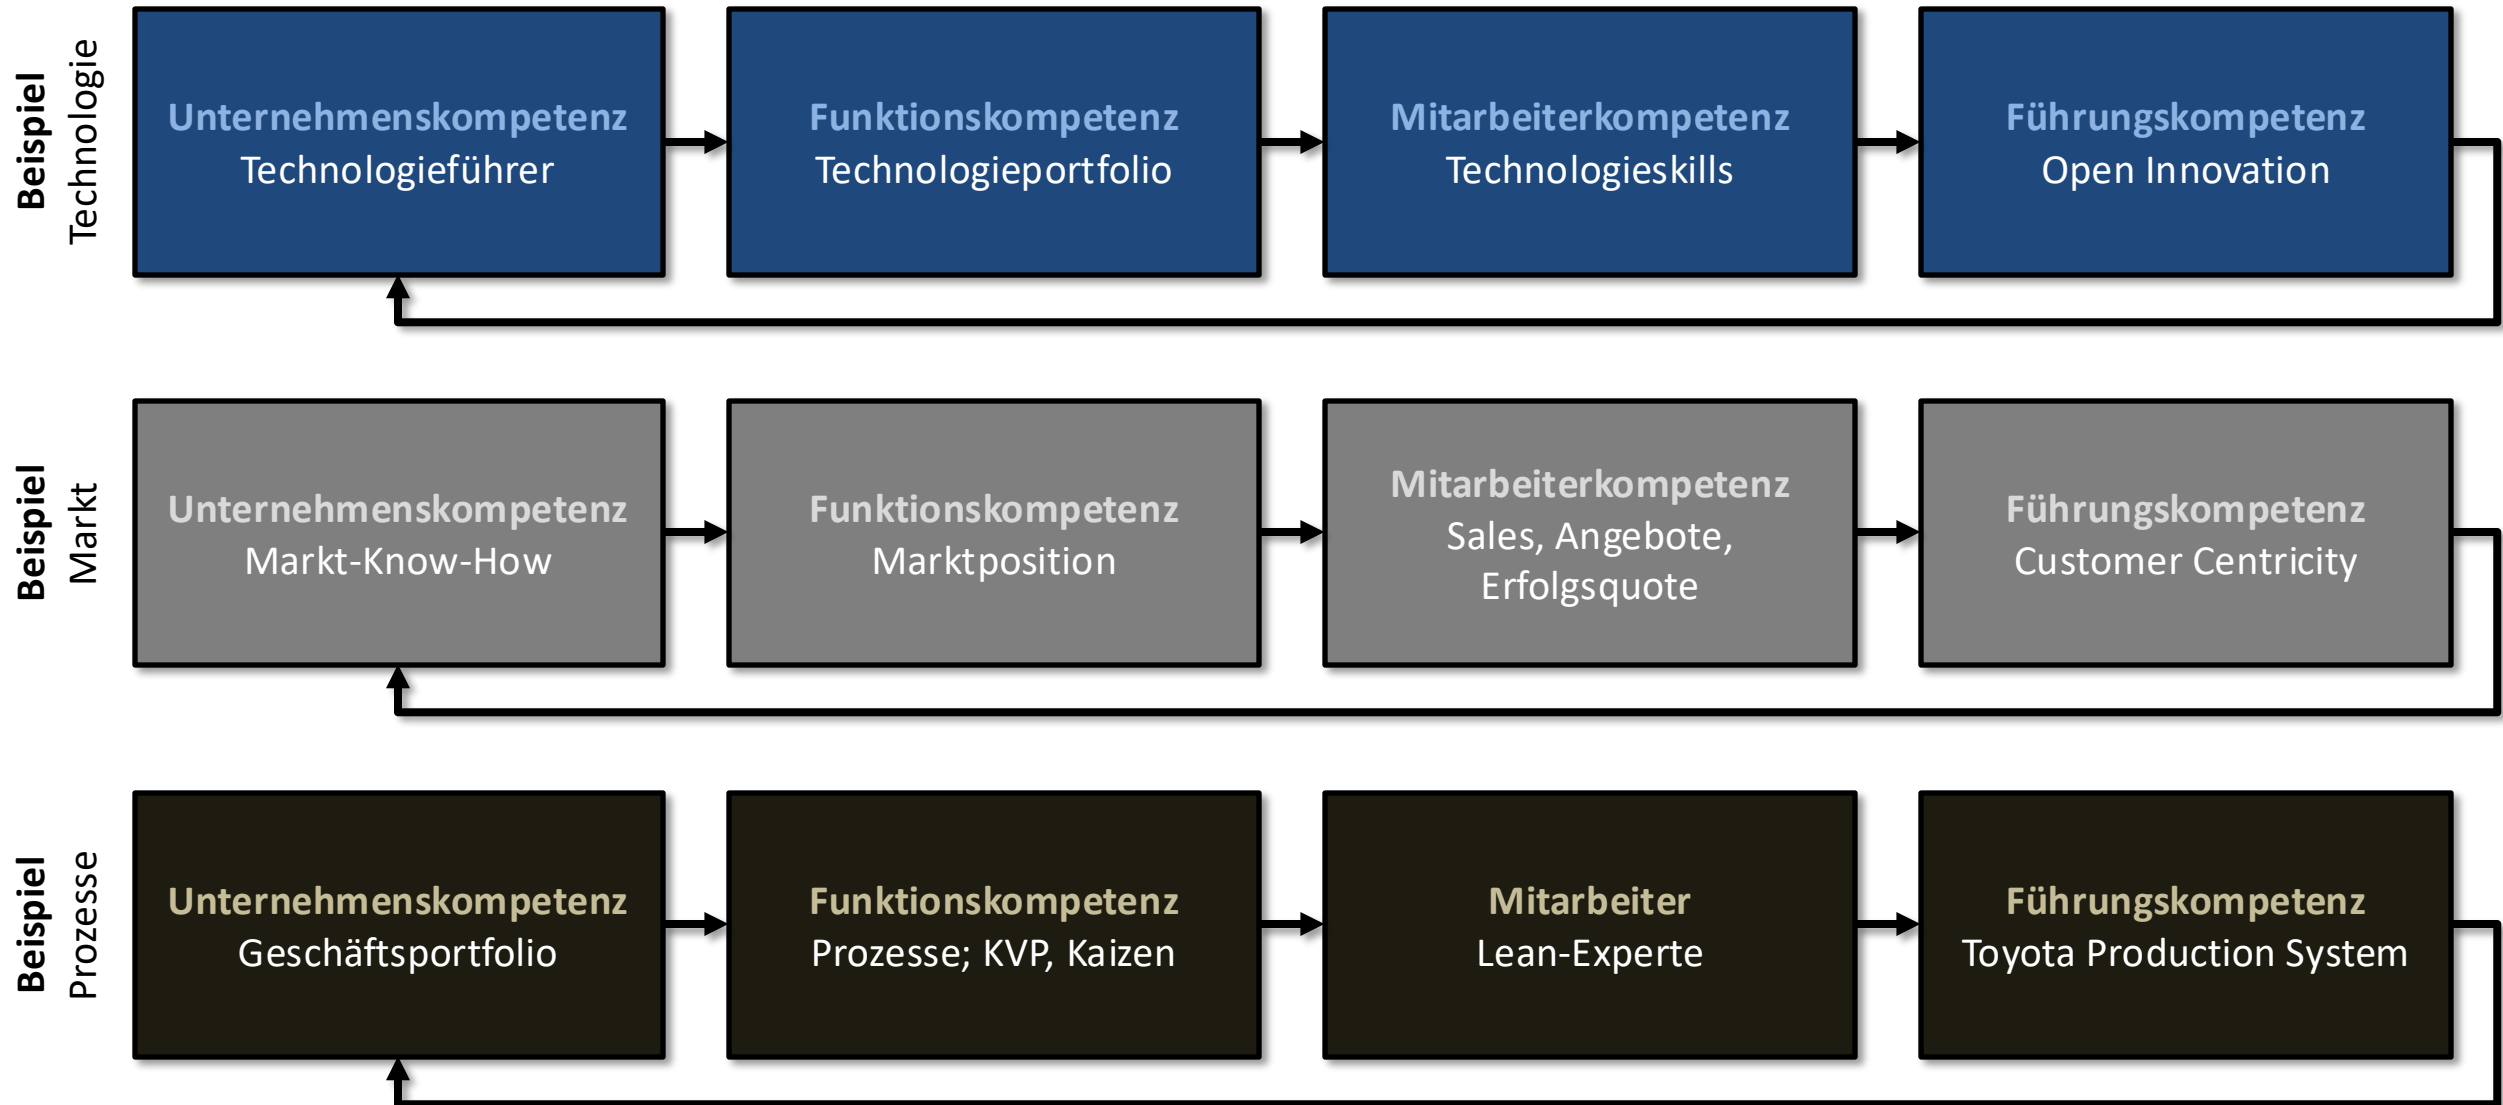 Beispiel
Technologie
Unternehmenskompetenz
Technologieführer
Funktionskompetenz
Technologieportfolio
Mitarbeiterkompetenz
Technologieskills
Führungskompetenz
Open Innovation
Beispiel
Markt
Unternehmenskompetenz
Markt-Know-How
Funktionskompetenz
Marktposition
Mitarbeiterkompetenz
Sales, Angebote,
Erfolgsquote
Führungskompetenz
Customer Centricity
Beispiel
Prozesse
Unternehmenskompetenz
Geschäftsportfolio
Funktionskompetenz
Prozesse; KVP, Kaizen
Mitarbeiter
Lean-Experte
Führungskompetenz
Toyota Production System